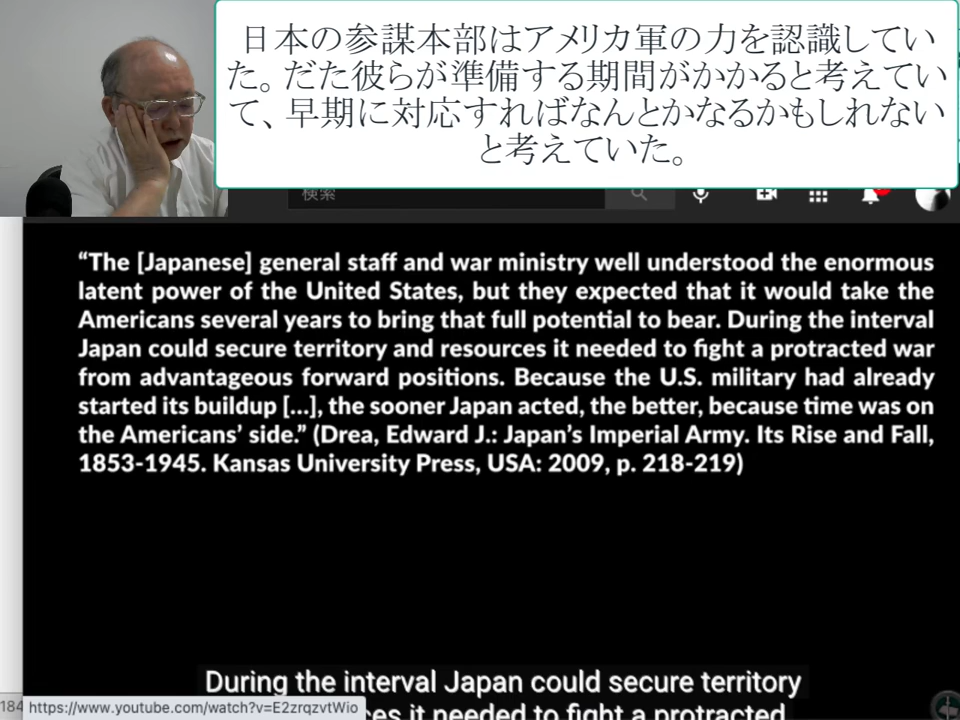 日本の参謀本部はアメリカ軍の力を認識してい
た。だた彼らが準備する期間がかかると考えてい
て、早期に対応すればなんとかなるかもしれない
と考えていた。
検索
“The [Japanese] general staff and war ministry well understood the enormous
latent power of the United States, but they expected that it would take the
Americans several years to bring that full potential to bear. During the interval
Japan could secure territory and resources it needed to fight a protracted war
from advantageous forward positions. Because the U.S. military had already
started its buildup [...], the sooner Japan acted, the better, because time was on
the Americans’ side.” (Drea, Edward J.: Japan’s Imperial Army. Its Rise and Fall,
1853-1945. Kansas University Press, USA: 2009, p. 218-219)
During the interval Japan could secure territory
184 https://www.youtube.com/watch?v=E2zrqzvtWio
it needed to fight a protracted